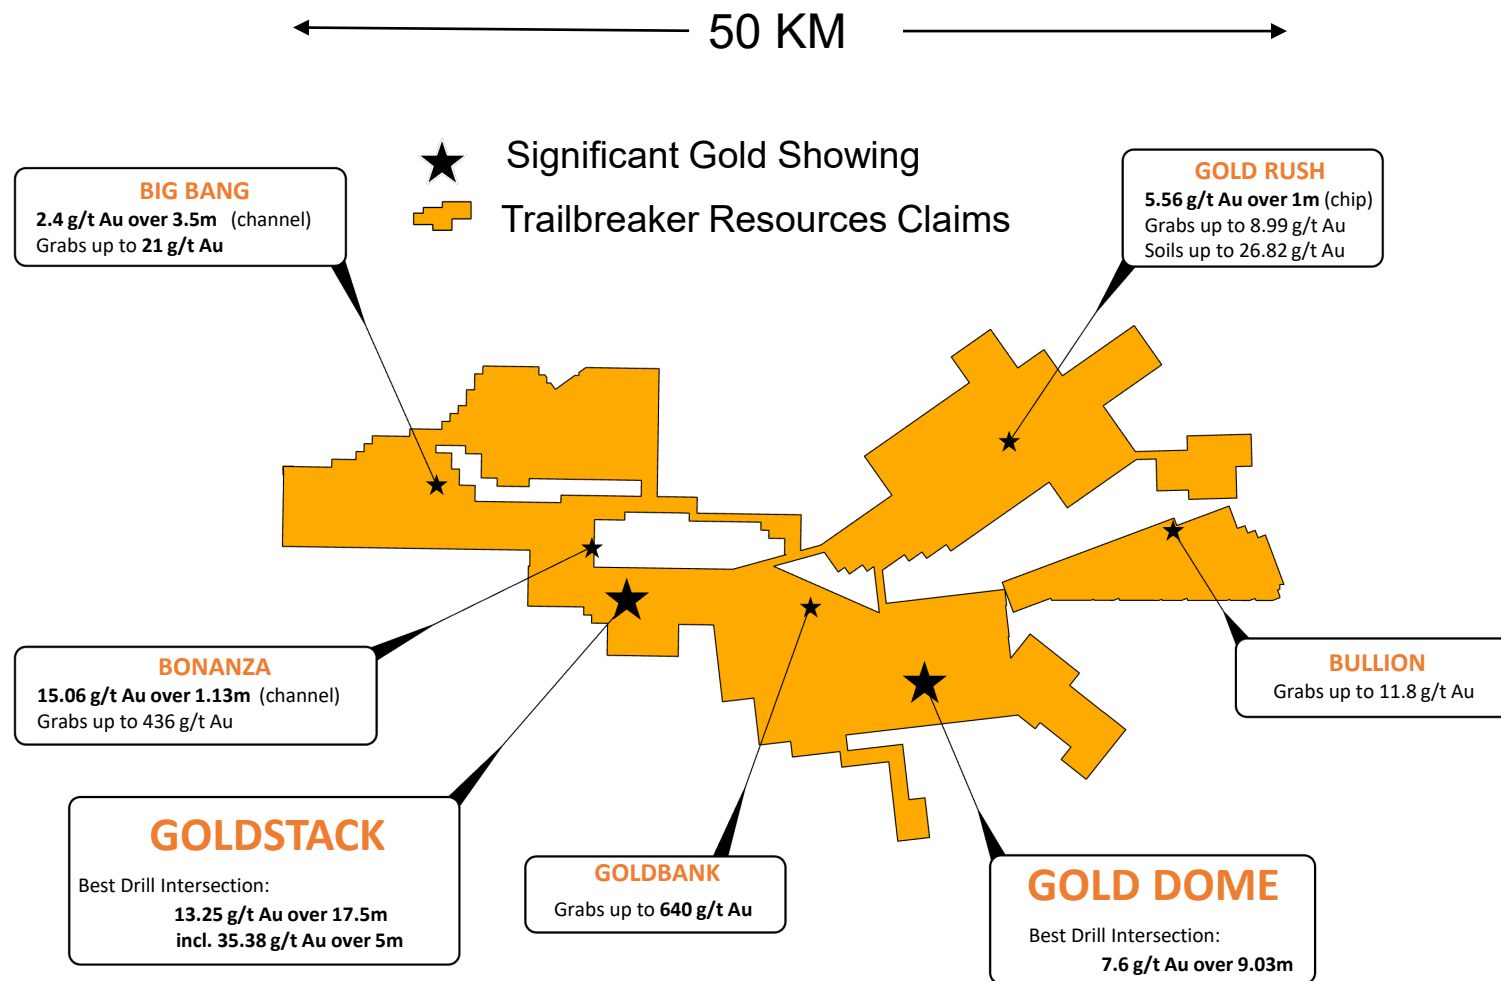 50 KM
Significant Gold Showing
Trailbreaker Resources Claims
BIG BANG
2.4 g/t Au over 3.5m (channel)
Grabs up to 21 g/t Au
GOLD RUSH
5.56 g/t Au over 1m (chip)
Grabs up to 8.99 g/t Au
Soils up to 26.82 g/t Au
BONANZA
15.06 g/t Au over 1.13m (channel)
Grabs up to 436 g/t Au
BULLION
Grabs up to 11.8 g/t Au
GOLDSTACK
Best Drill Intersection:
13.25 g/t Au over 17.5m
incl. 35.38 g/t Au over 5m
GOLDBANK
Grabs up to 640 g/t Au
GOLD DOME
Best Drill Intersection:
7.6 g/t Au over 9.03m